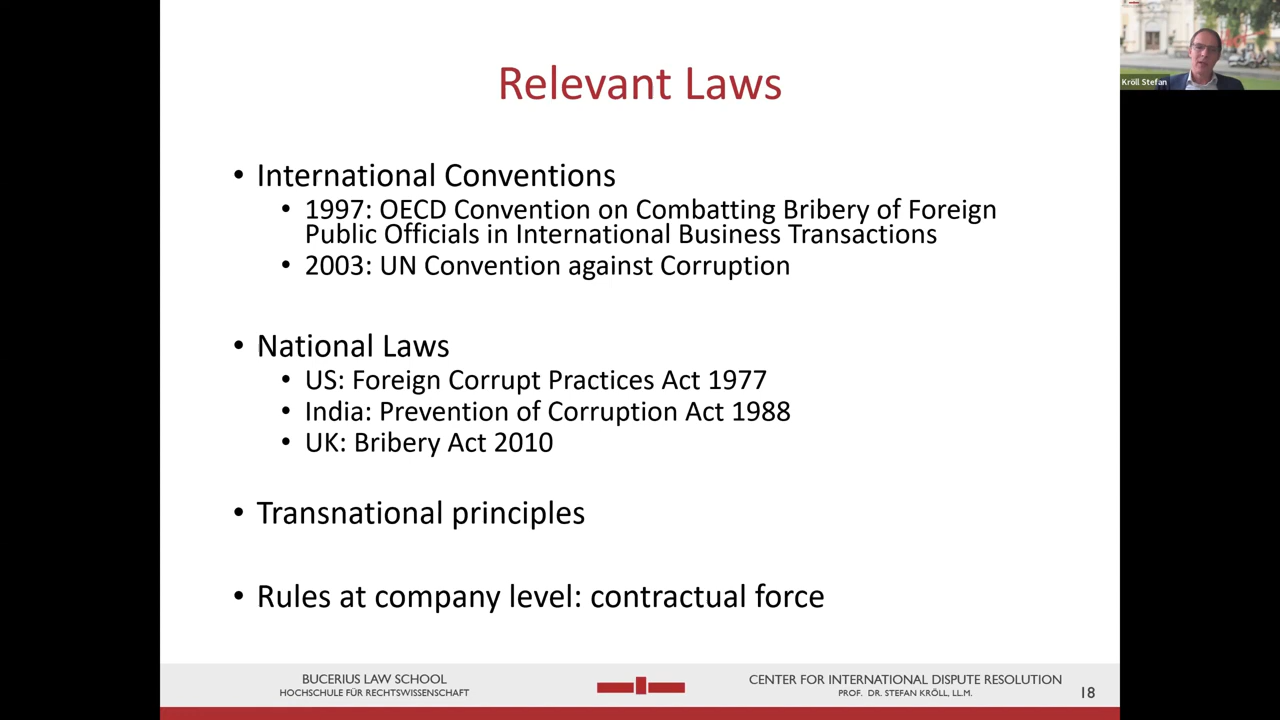 Relevant Laws
Kröll Stefan
• International Conventions
• 1997: OECD Convention on Combatting Bribery of Foreign
Public Officials in International Business Transactions
• 2003: UN Convention against Corruption
• National Laws
• US: Foreign Corrupt Practices Act 1977
• India: Prevention of Corruption Act 1988
• UK: Bribery Act 2010
• Transnational principles
• Rules at company level: contractual force
BUCERIUS LAW SCHOOL
HOCHSCHULE FÜR RECHTSWISSENSCHAFT
CENTER FOR INTERNATIONAL DISPUTE RESOLUTION
PROF. DR. STEFAN KRÖLL, LL.M.
18